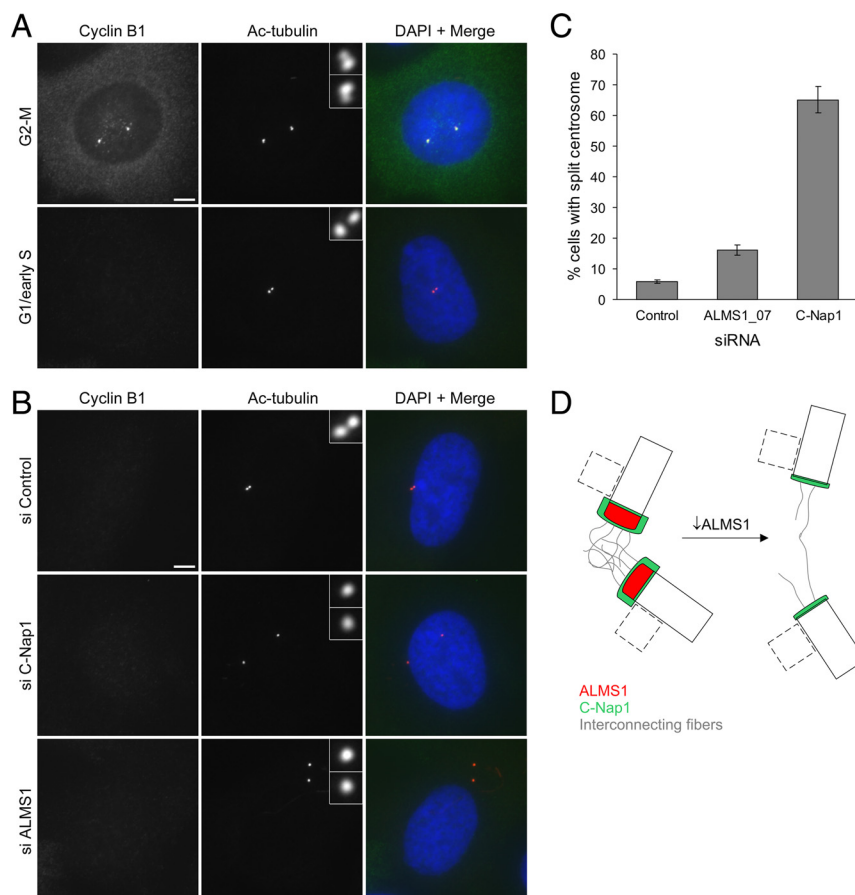 A
Cyclin B1
Ac-tubulin
DAPI + Merge
G2-M
G1/early S
B
Cyclin B1
Ac-tubulin
DAPI + Merge
si Control
si C-Nap1
si ALMS1
C
% cells with split centrosome
80
70
60
50
40
30
20
10
0
Control ALMS1_07 C-Nap1
siRNA
D
↓ALMS1
ALMS1
C-Nap1
Interconnecting fibers